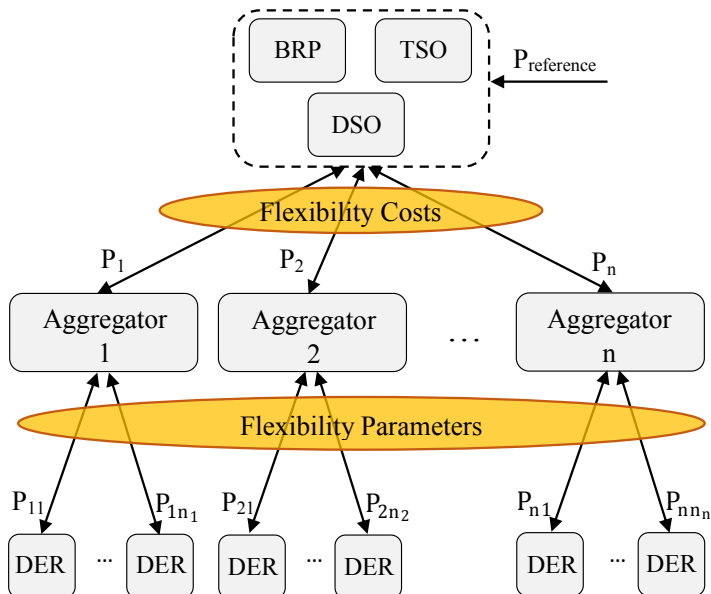 BRP
TSO
P_reference
DSO
Flexibility Costs
P_1
P_2
P_n
Aggregator
1
Aggregator
2
...
Aggregator
n
Flexibility Parameters
P_11
P_1n_1
P_21
P_2n_2
P_n1
P_nn_n
DER ... DER
DER ... DER
DER ... DER